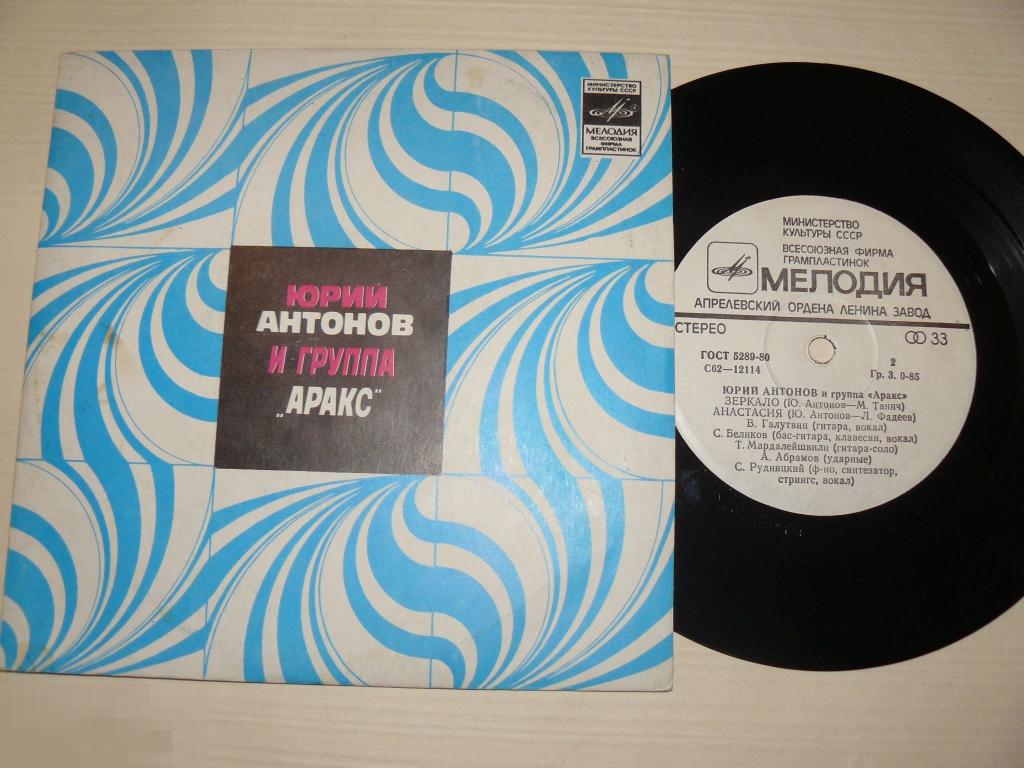 МИНИСТЕРСТВО
КУЛЬТУРЫ СССР
МЕЛОДИЯ
ВСЕСОЮЗНАЯ
ФИРМА
ГРАМПЛАСТИНОК
ЮРИЙ
АНТОНОВ
И ГРУППА
„АРАКС"
МИНИСТЕРСТВО
КУЛЬТУРЫ СССР
ВСЕСОЮЗНАЯ ФИРМА
ГРАМПЛАСТИНОК
МЕЛОДИЯ
АПРЕЛЕВСКИЙ ОРДЕНА ЛЕНИНА ЗАВОД
СТЕРЕО 33
ГОСТ 5289-80 2
С62—12114 Гр. 3. 0-85
ЮРИЙ АНТОНОВ и группа «Аракс»
ЗЕРКАЛО (Ю. Антонов—М. Танич)
АНАСТАСИЯ (Ю. Антонов—Л. Фадеев)
В. Галутвин (гитара, вокал)
С. Беликов (бас-гитара, клавесин, вокал)
Т. Мардалейшвили (гитара-соло)
А. Абрамов (ударные)
С. Рудницкий (ф-но, синтезатор,
стрингс, вокал)